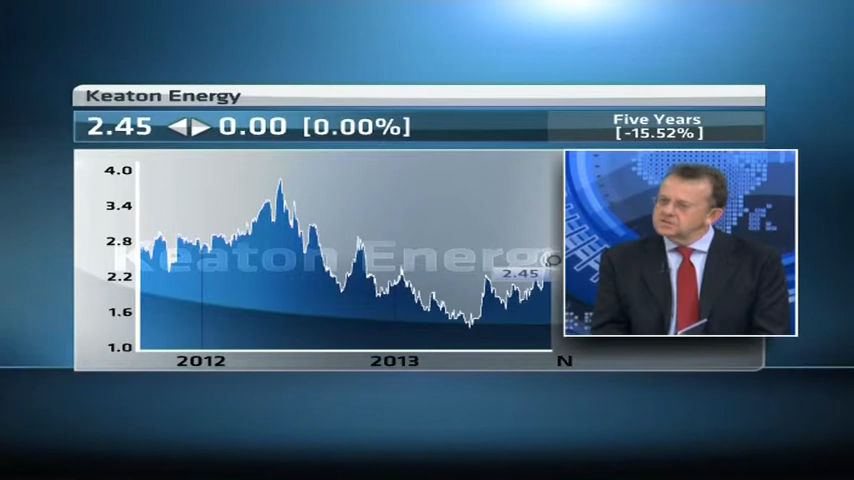 Keaton Energy
2.45 0.00 [0.00%]
Five Years
[-15.52%]
4.0
3.4
2.8
2.2
1.6
1.0
Keaton Energy
2.45
2012 2013 N